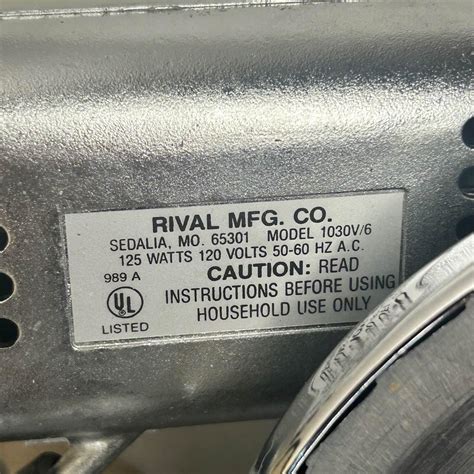 RIVAL MFG. CO.
SEDALIA, MO. 65301 MODEL 1030V/6
125 WATTS 120 VOLTS 50-60 HZ A.C.
989 A CAUTION: READ
UL INSTRUCTIONS BEFORE USING
LISTED HOUSEHOLD USE ONLY